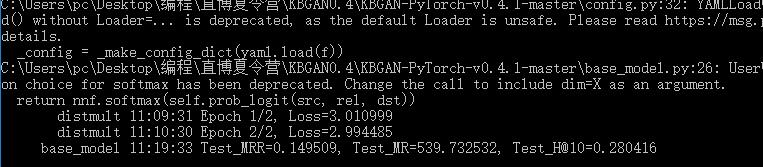 C:\Users\pc\Desktop\编程\直博夏令营\KBGAN0.4\KBGAN-PyTorch-v0.4.1-master\config.py:32: YAMLLoad
d() without Loader=... is deprecated, as the default Loader is unsafe. Please read https://msg.p
details.
_config = _make_config_dict(yaml.load(f))
C:\Users\pc\Desktop\编程\直博夏令营\KBGAN0.4\KBGAN-PyTorch-v0.4.1-master\base_model.py:26: User
on choice for softmax has been deprecated. Change the call to include dim=X as an argument.
return nnf.softmax(self.prob_logit(src, rel, dst))
distmult 11:09:31 Epoch 1/2, Loss=3.010999
distmult 11:10:30 Epoch 2/2, Loss=2.994485
base_model 11:19:33 Test_MRR=0.149509, Test_MR=539.732532, Test_H@10=0.280416